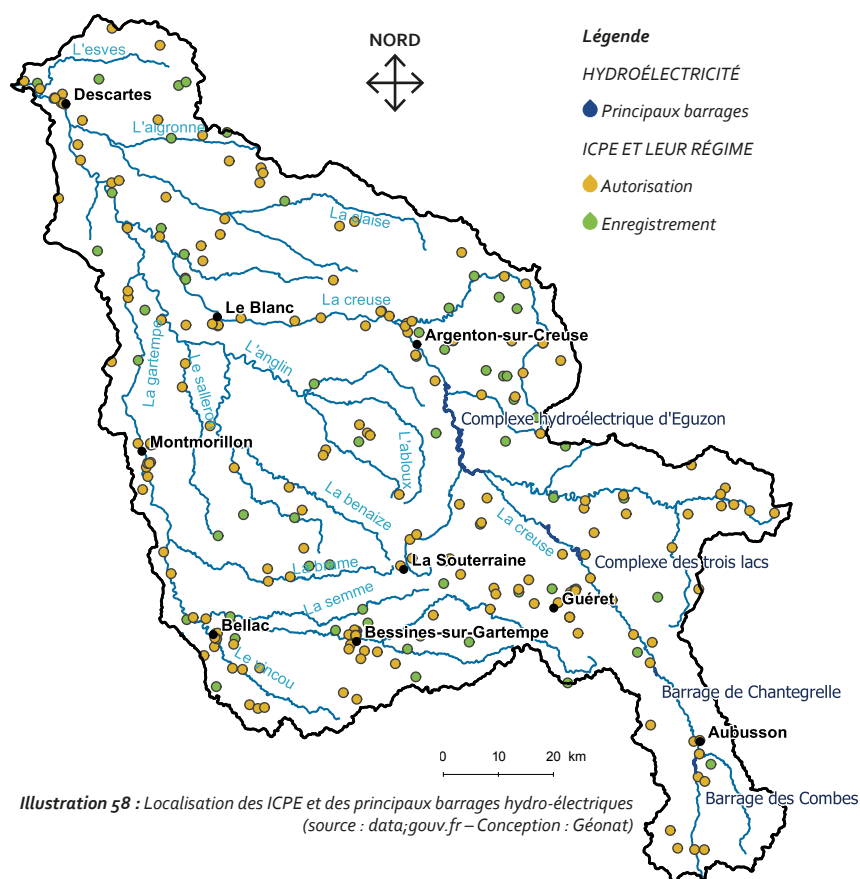 NORD
Légende
HYDROÉLECTRICITÉ
Principaux barrages
ICPE ET LEUR RÉGIME
Autorisation
Enregistrement
L'esves
Descartes
L'aigronne
La claise
La creuse
Le Blanc
Argenton-sur-Creuse
La gartempe
Le salleron
L'anglin
Complexe hydroélectrique d'Eguzon
Montmorillon
L'abloux
La benaize
La creuse
Complexe des trois lacs
La brame
La Souterraine
La semme
Guéret
Bellac
Bessines-sur-Gartempe
Le vincou
Barrage de Chantegrelle
Aubusson
Barrage des Combes
0 10 20 km
Illustration 58 : Localisation des ICPE et des principaux barrages hydro-électriques
(source : data;gouv.fr – Conception : Géonat)